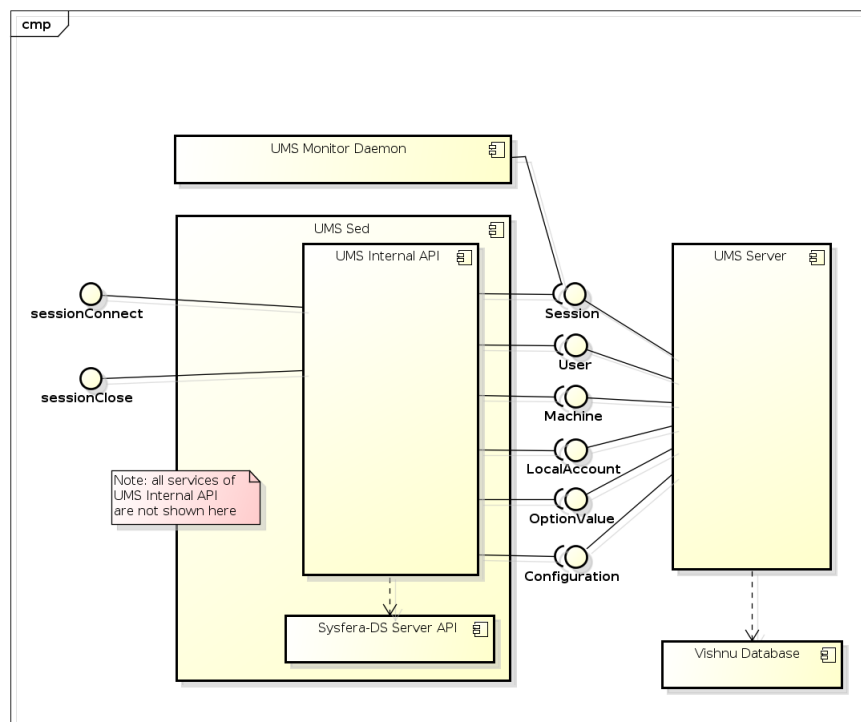 cmp
UMS Monitor Daemon
UMS Sed
UMS Internal API
UMS Server
sessionConnect
Session
User
sessionClose
Machine
LocalAccount
Note: all services of
UMS Internal API
are not shown here
OptionValue
Configuration
Sysfera-DS Server API
Vishnu Database